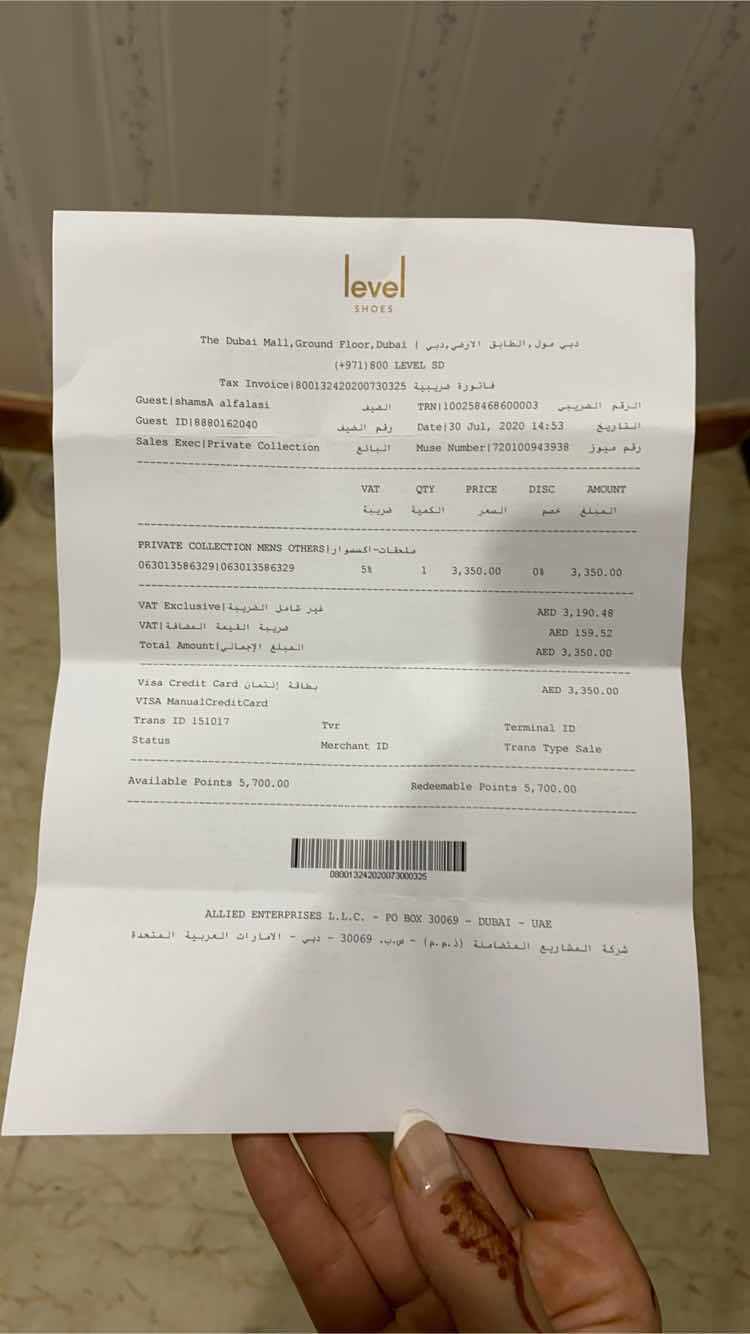 level
SHOES
The Dubai Mall,Ground Floor,Dubai | دبي مول,الطابق الارضي,دبي
(+971)800 LEVEL SD
Tax Invoice|800132420200730325 فاتورة ضريبية
Guest|shamsA alfalasi الضيف TRN|100258468600003 الرقم الضريبي
Guest ID|8880162040 رقم الضيف Date|30 Jul, 2020 14:53 التاريخ
Sales Exec|Private Collection البائع Muse Number|720100943938 رقم ميوز
VAT QTY PRICE DISC AMOUNT
ضريبة الكمية السعر خصم المبلغ
PRIVATE COLLECTION MENS OTHERS|ملحقات-اكسسوار
063013586329|063013586329 5% 1 3,350.00 0% 3,350.00
VAT Exclusive|غير شامل الضريبة AED 3,190.48
VAT|ضريبة القيمة المضافة AED 159.52
Total Amount|المبلغ الإجمالي AED 3,350.00
Visa Credit Card بطاقة إئتمان AED 3,350.00
VISA ManualCreditCard
Trans ID 151017 Tvr Terminal ID
Status Merchant ID Trans Type Sale
Available Points 5,700.00 Redeemable Points 5,700.00
080013242020073000325
ALLIED ENTERPRISES L.L.C. - PO BOX 30069 - DUBAI - UAE
شركة المشاريع المتضامنة (ذ.م.م) - ص.ب. 30069 - دبي - الامارات العربية المتحدة